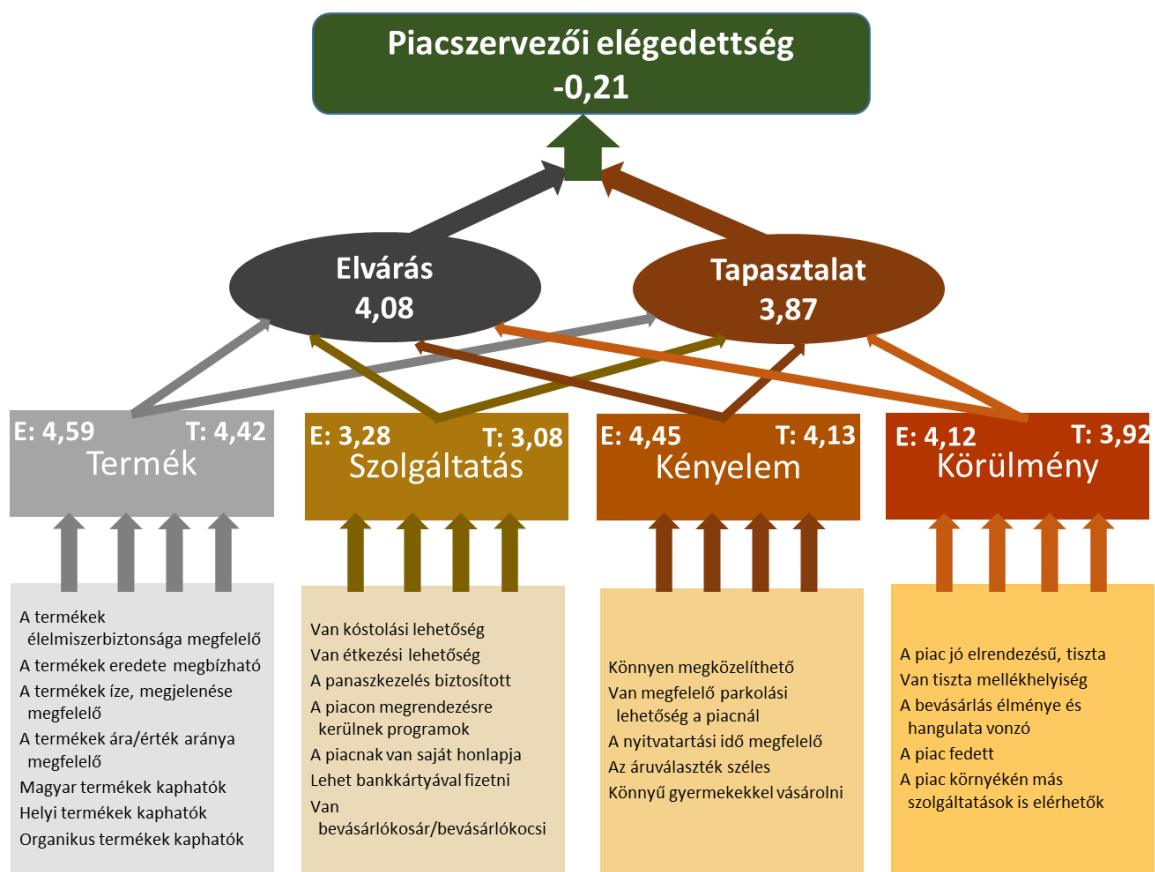 Piacszervezői elégedettség
-0,21
Elvárás
4,08
Tapasztalat
3,87
E: 4,59 T: 4,42
Termék
E: 3,28 T: 3,08
Szolgáltatás
E: 4,45 T: 4,13
Kényelem
E: 4,12 T: 3,92
Körülmény
A termékek
élelmiszerbiztonsága megfelelő
A termékek eredete megbízható
A termékek íze, megjelenése
megfelelő
A termékek ára/érték aránya
megfelelő
Magyar termékek kaphatók
Helyi termékek kaphatók
Organikus termékek kaphatók
Van kóstolási lehetőség
Van étkezési lehetőség
A panaszkezelés biztosított
A piacon megrendezésre
kerülnek programok
A piacnak van saját honlapja
Lehet bankkártyával fizetni
Van
bevásárlókosár/bevásárlókocsi
Könnyen megközelíthető
Van megfelelő parkolási
lehetőség a piacnál
A nyitvatartási idő megfelelő
Az áruválaszték széles
Könnyű gyermekekkel vásárolni
A piac jó elrendezésű, tiszta
Van tiszta mellékhelyiség
A bevásárlás élménye és
hangulata vonzó
A piac fedett
A piac környékén más
szolgáltatások is elérhetők